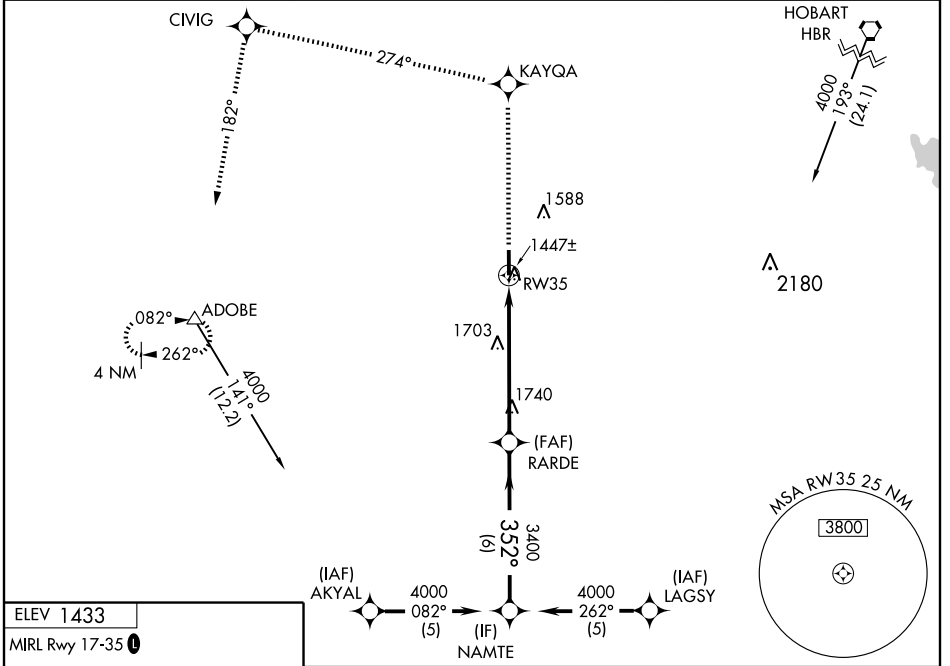 CIVIG
HOBART
HBR
274°
KAYQA
4000
193°
(24.1)
182°
1588
1447±
RW35
2180
082°
ADOBE
262°
4 NM
1703
4000
141°
(12.2)
1740
(FAF)
RARDE
MSA RW35 25 NM
3800
3400
352°
(6)
(IAF)
AKYAL
4000
082°
(5)
(IF)
NAMTE
4000
262°
(5)
(IAF)
LAGSY
ELEV 1433
MIRL Rwy 17-35 L